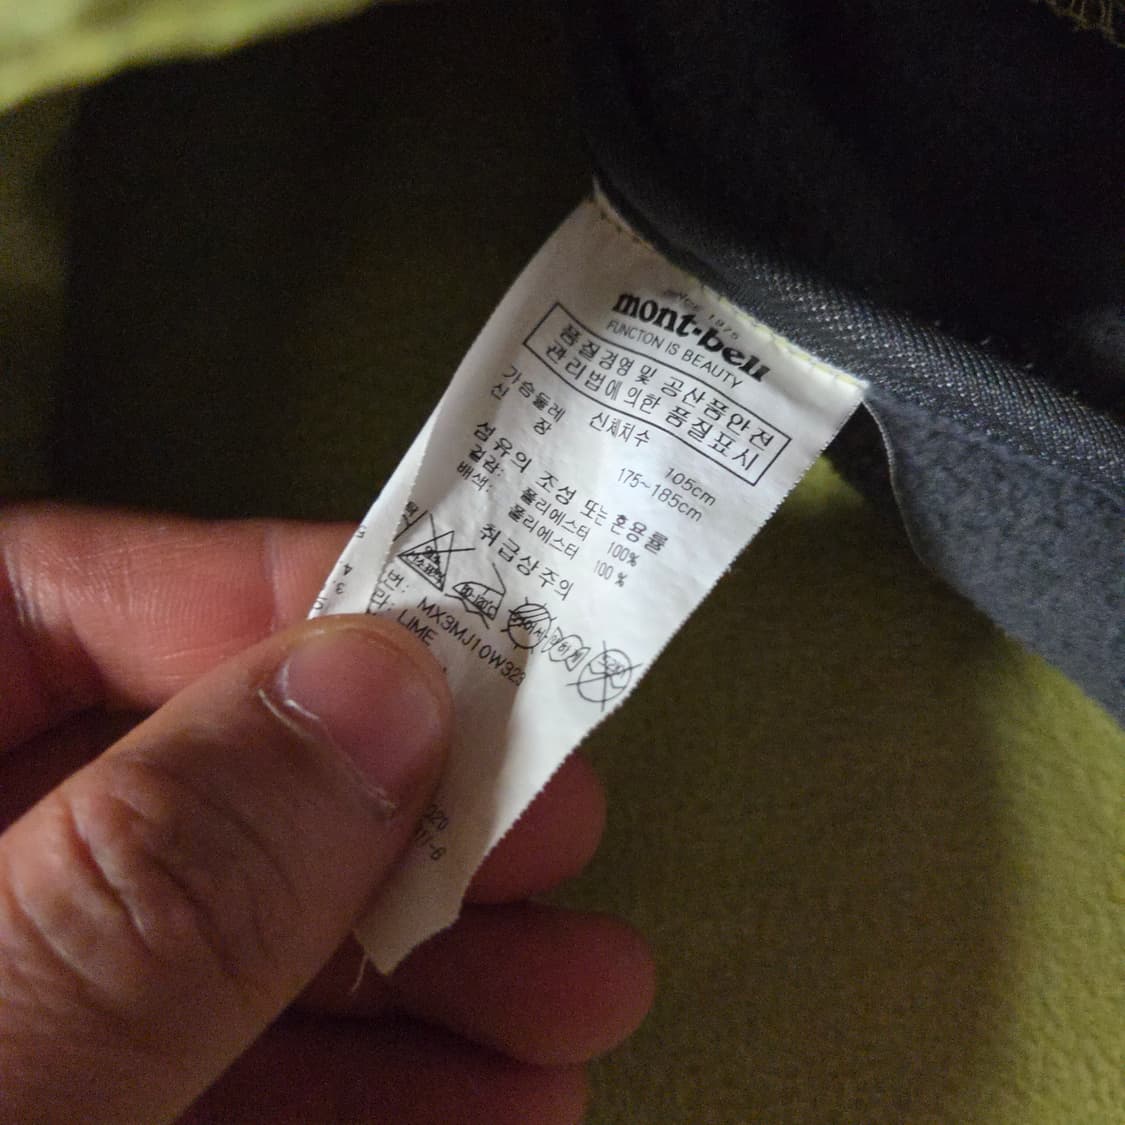 since 1975
mont-bell
FUNCTION IS BEAUTY
품질경영 및 공산품안전
관리법에 의한 품질표시
신체치수
가슴둘레 105cm
신 장 175~185cm
섬유의 조성 또는 혼용률
겉감: 폴리에스터 100%
배색: 폴리에스터 100%
취급상주의
번: MX3MJ10W323
LIME